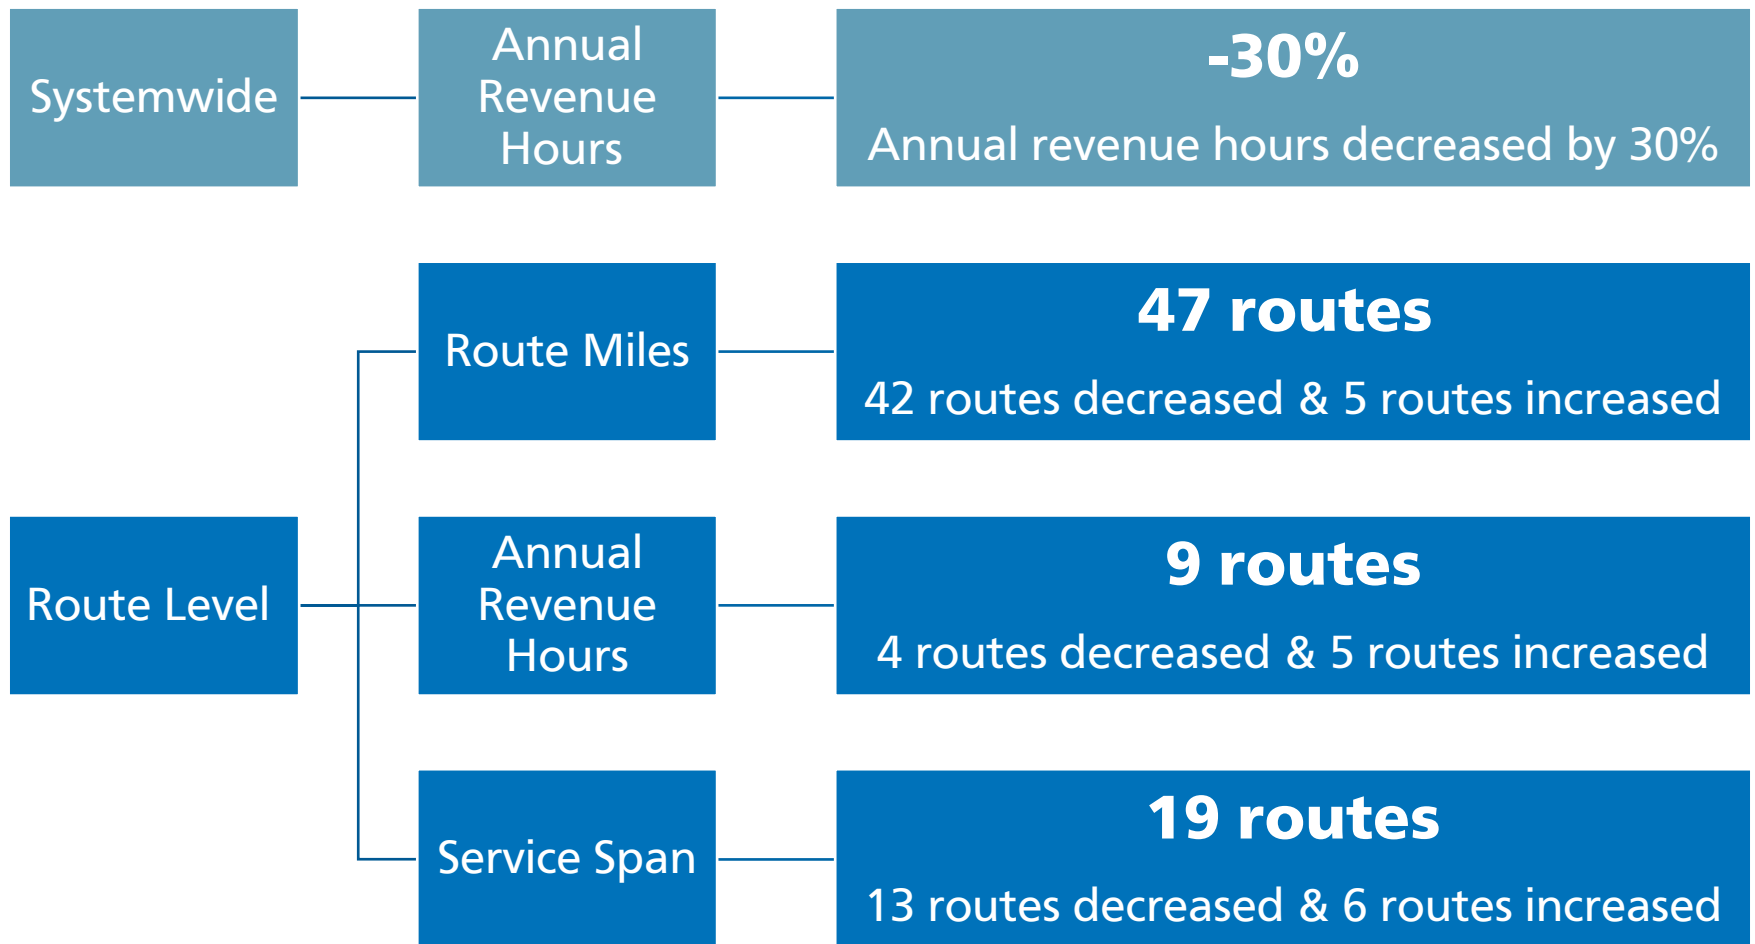 Systemwide
Annual
Revenue
Hours
-30%
Annual revenue hours decreased by 30%
Route Miles
47 routes
42 routes decreased & 5 routes increased
Route Level
Annual
Revenue
Hours
9 routes
4 routes decreased & 5 routes increased
Service Span
19 routes
13 routes decreased & 6 routes increased